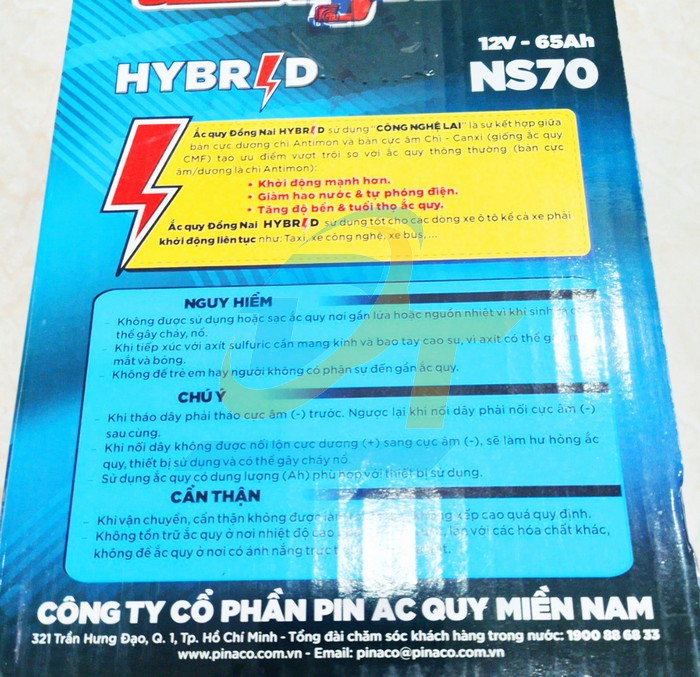 12V - 65Ah
HYBRID NS70
Ắc quy Đồng Nai HYBRID sử dụng "CÔNG NGHỆ LAI" là sự kết hợp giữa
bản cực dương chì Antimon và bản cực âm Chì - Canxi (giống ắc quy
CMF) tạo ưu điểm vượt trội so với ắc quy thông thường (bản cực
âm/dương là chì Antimon):
• Khởi động mạnh hơn.
• Giảm hao nước & tự phóng điện.
• Tăng độ bền & tuổi thọ ắc quy.
Ắc quy Đồng Nai HYBRID sử dụng tốt cho các dòng xe ô tô kể cả xe phải
khởi động liên tục như: Taxi, xe công nghệ, xe bus, ...
NGUY HIỂM
- Không được sử dụng hoặc sạc ắc quy nơi gần lửa hoặc nguồn nhiệt vì khí sinh
thể gây cháy, nổ.
- Khi tiếp xúc với axit sulfuric cần mang kính và bao tay cao su, vì axit có thể
mắt và bỏng.
- Không để trẻ em hay người không có phận sự đến gần ắc quy.
CHÚ Ý
- Khi tháo dây phải tháo cực âm (-) trước. Ngược lại khi nối dây phải nối cực âm (-)
sau cùng.
- Khi nối dây không được nối lộn cực dương (+) sang cực âm (-), sẽ làm hư hỏng ắc
quy, thiết bị sử dụng và có thể gây cháy nổ.
- Sử dụng ắc quy có dung lượng (Ah) phù hợp với thiết bị sử dụng.
CẨN THẬN
- Khi vận chuyển, cẩn thận không được xếp cao quá quy định.
- Không tồn trữ ắc quy ở nơi nhiệt độ cao lẫn với các hóa chất khác,
không để ắc quy ở nơi có ánh nắng trực
CÔNG TY CỔ PHẦN PIN ẮC QUY MIỀN NAM
321 Trần Hưng Đạo, Q. 1, Tp. Hồ Chí Minh - Tổng đài chăm sóc khách hàng trong nước: 1900 88 68 33
www.pinaco.com.vn - Email: pinaco@pinaco.com.vn